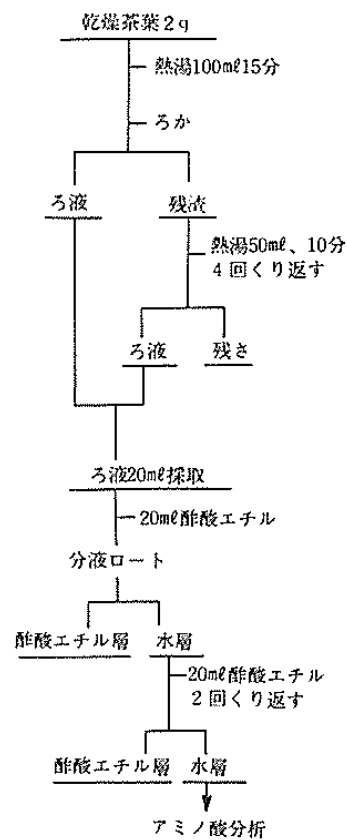 乾燥茶葉2g
熱湯100mℓ15分
ろか
ろ液
残渣
熱湯50mℓ、10分
4回くり返す
ろ液
残さ
ろ液20mℓ採取
20mℓ酢酸エチル
分液ロート
酢酸エチル層
水層
20mℓ酢酸エチル
2回くり返す
酢酸エチル層
水層
アミノ酸分析